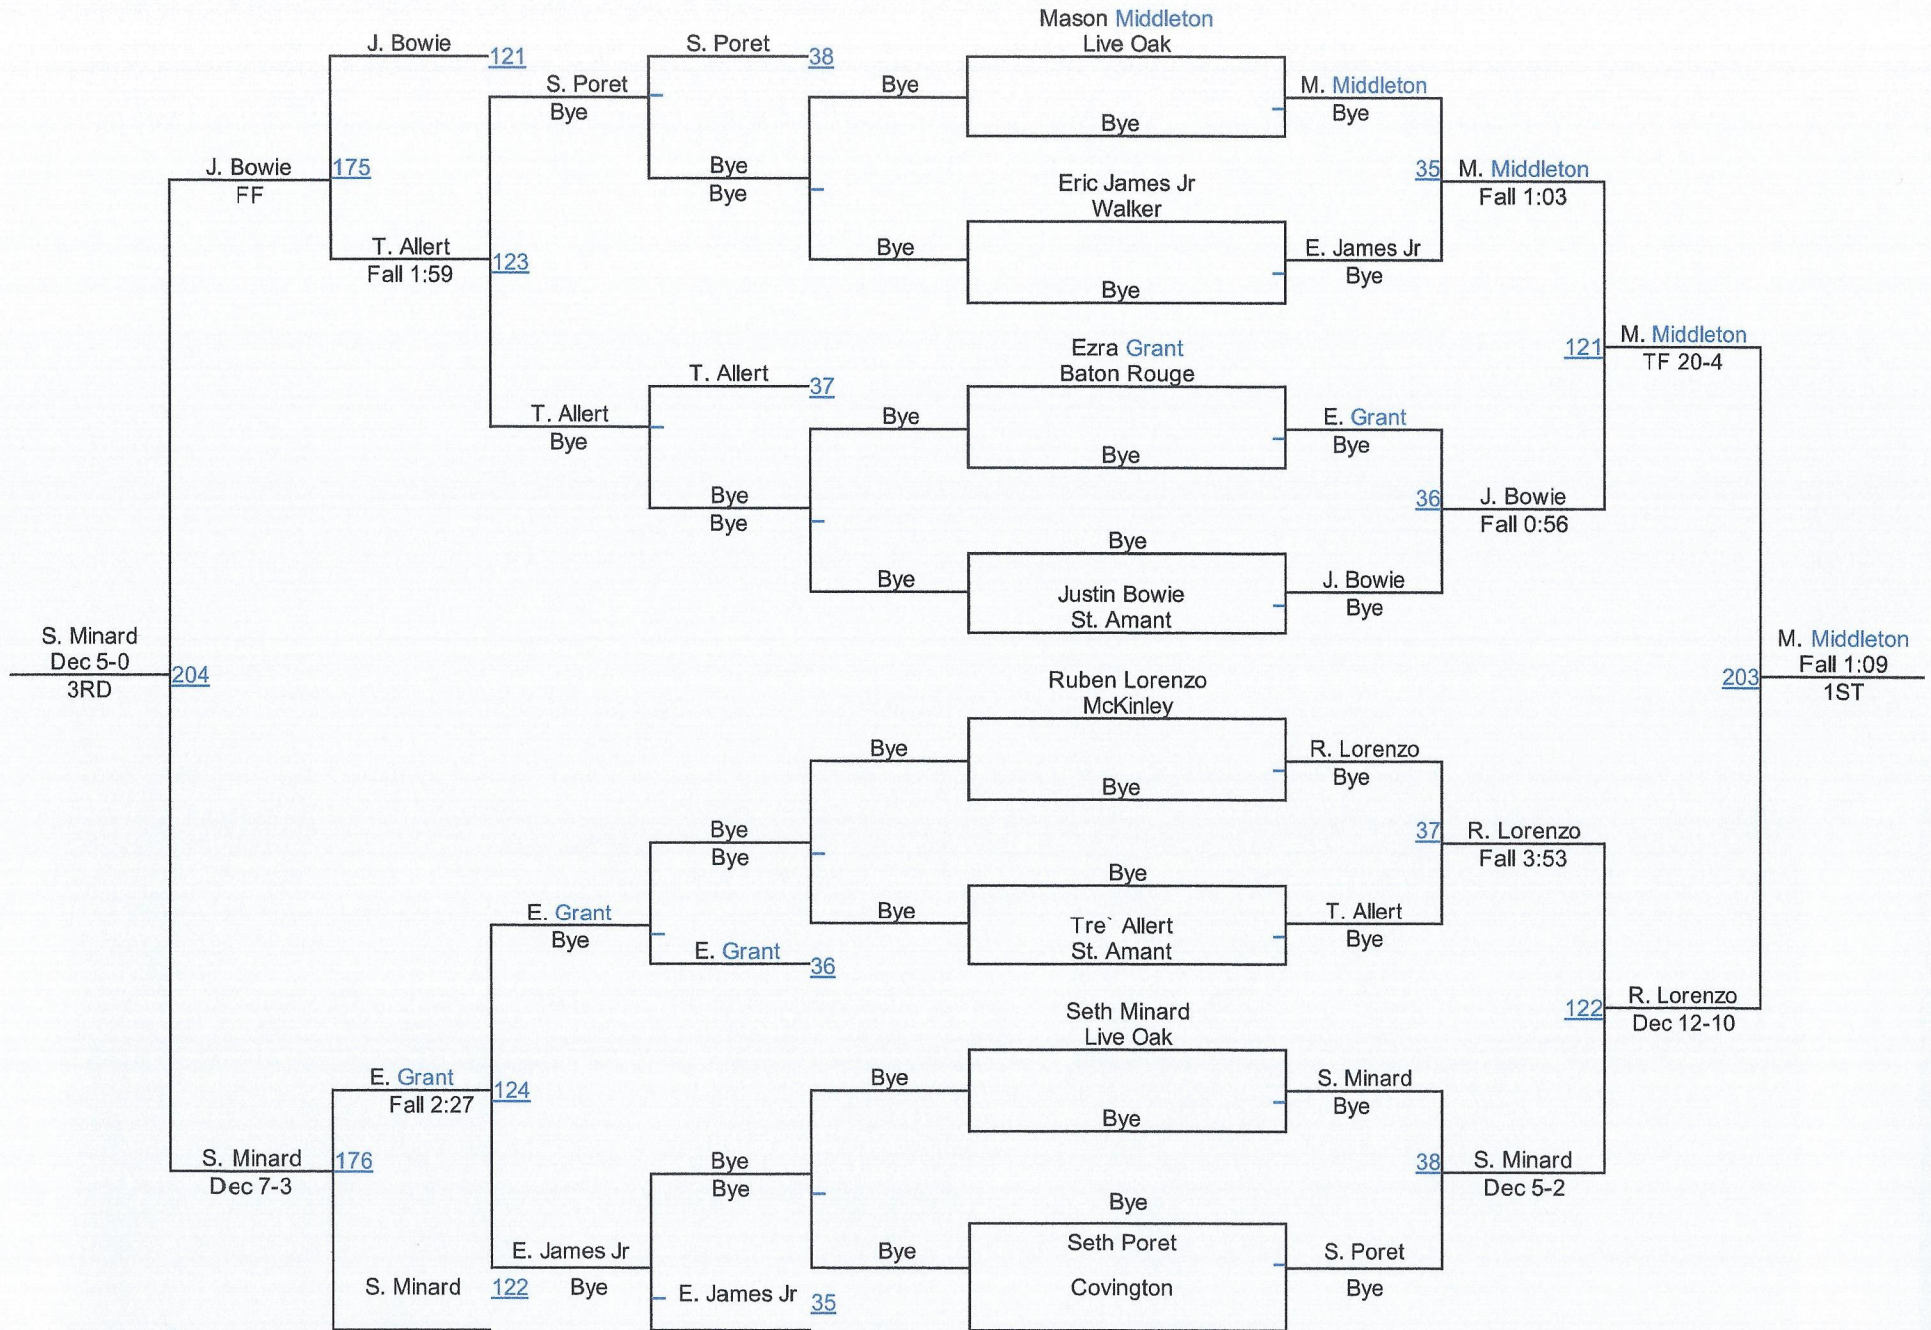 Mason Middleton
Live Oak
J. Bowie
121
S. Poret
38
S. Poret
Bye
Bye
Bye
M. Middleton
Bye
J. Bowie
FF
175
Bye
Bye
Eric James Jr
Walker
35
M. Middleton
Fall 1:03
T. Allert
Fall 1:59
123
Bye
Bye
E. James Jr
Bye
Ezra Grant
Baton Rouge
121
M. Middleton
TF 20-4
T. Allert
37
T. Allert
Bye
Bye
Bye
E. Grant
Bye
Bye
Bye
36
J. Bowie
Fall 0:56
Bye
Bye
Justin Bowie
St. Amant
J. Bowie
Bye
S. Minard
Dec 5-0
3RD
204
M. Middleton
Fall 1:09
1ST
203
Ruben Lorenzo
McKinley
Bye
Bye
R. Lorenzo
Bye
Bye
Bye
37
R. Lorenzo
Fall 3:53
Bye
Bye
Tre` Allert
St. Amant
T. Allert
Bye
E. Grant
Bye
E. Grant
36
Seth Minard
Live Oak
122
R. Lorenzo
Dec 12-10
E. Grant
Fall 2:27
124
Bye
Bye
S. Minard
Bye
S. Minard
Dec 7-3
176
Bye
Bye
38
S. Minard
Dec 5-2
Bye
E. James Jr
Bye
Bye
Seth Poret
Covington
S. Poret
Bye
S. Minard
122
E. James Jr
35